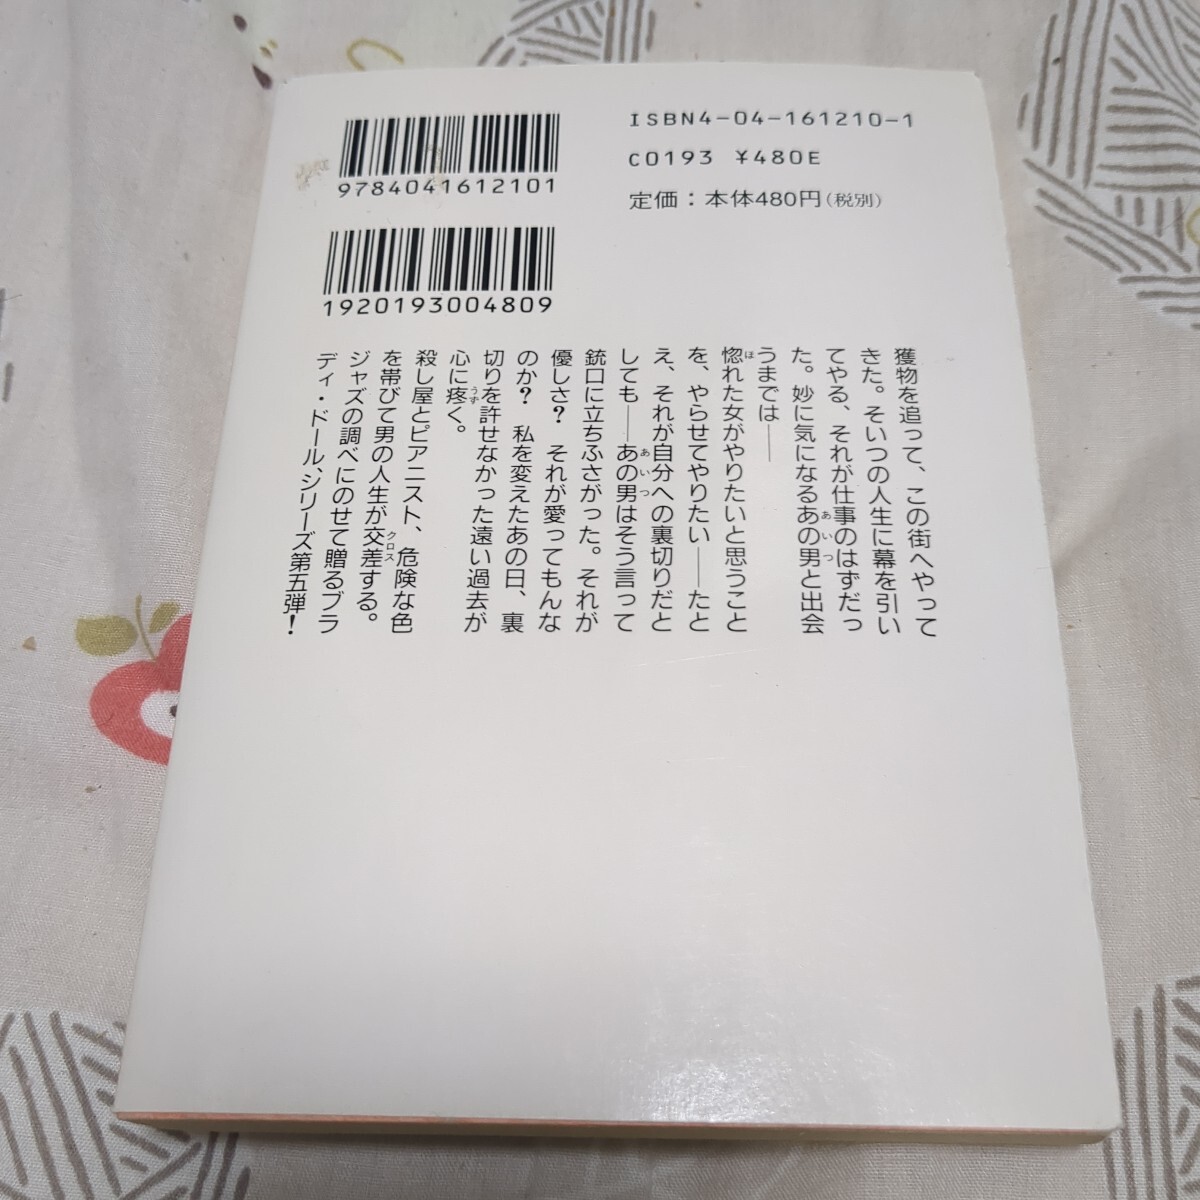 ISBN4-04-161210-1
C0193 ¥480E
定価：本体480円（税別）
9784041612101
1920193004809
獲物を追って、この街へやって
きた。そいつの人生に幕を引い
てやる、それが仕事のはずだっ
た。妙に気になるあの男と出会
うまでは――
惚れた女がやりたいと思うこと
を、やらせてやりたい――たと
え、それが自分への裏切りだと
しても――あの男はそう言って
銃口に立ちふさがった。それが
優しさ？　それが愛ってもんな
のか？　私を変えたあの日、裏
切りを許せなかった遠い過去が
心に疼く。
殺し屋とピアニスト、危険な色
を帯びて男の人生が交差する。
ジャズの調べにのせて贈るブラ
ディ・ドール、シリーズ第五弾！